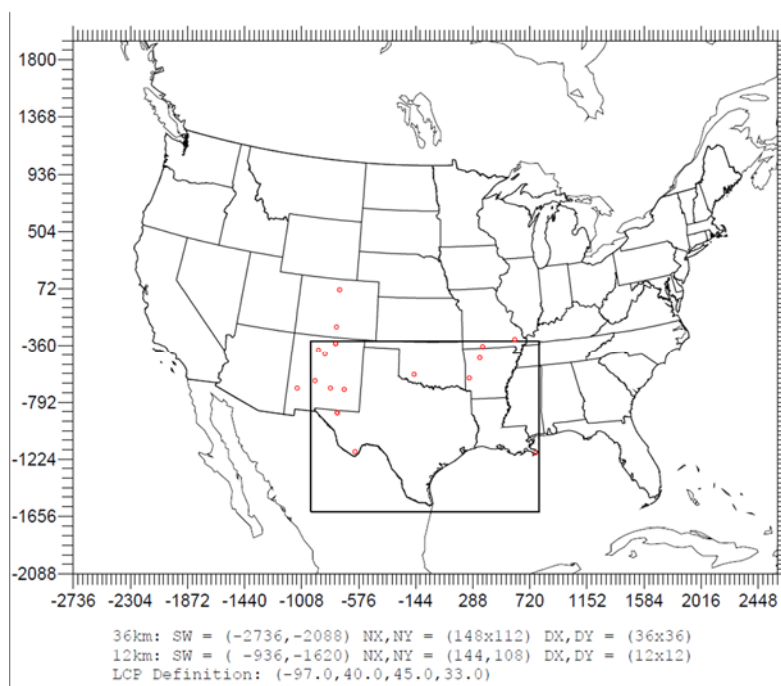 1800
1368
936
504
72
-360
-792
-1224
-1656
-2088
-2736 -2304 -1872 -1440 -1008 -576 -144 288 720 1152 1584 2016 2448
36km: SW = (-2736,-2088) NX,NY = (148x112) DX,DY = (36x36)
12km: SW = ( -936,-1620) NX,NY = (144,108) DX,DY = (12x12)
LCP Definition: (-97.0,40.0,45.0,33.0)